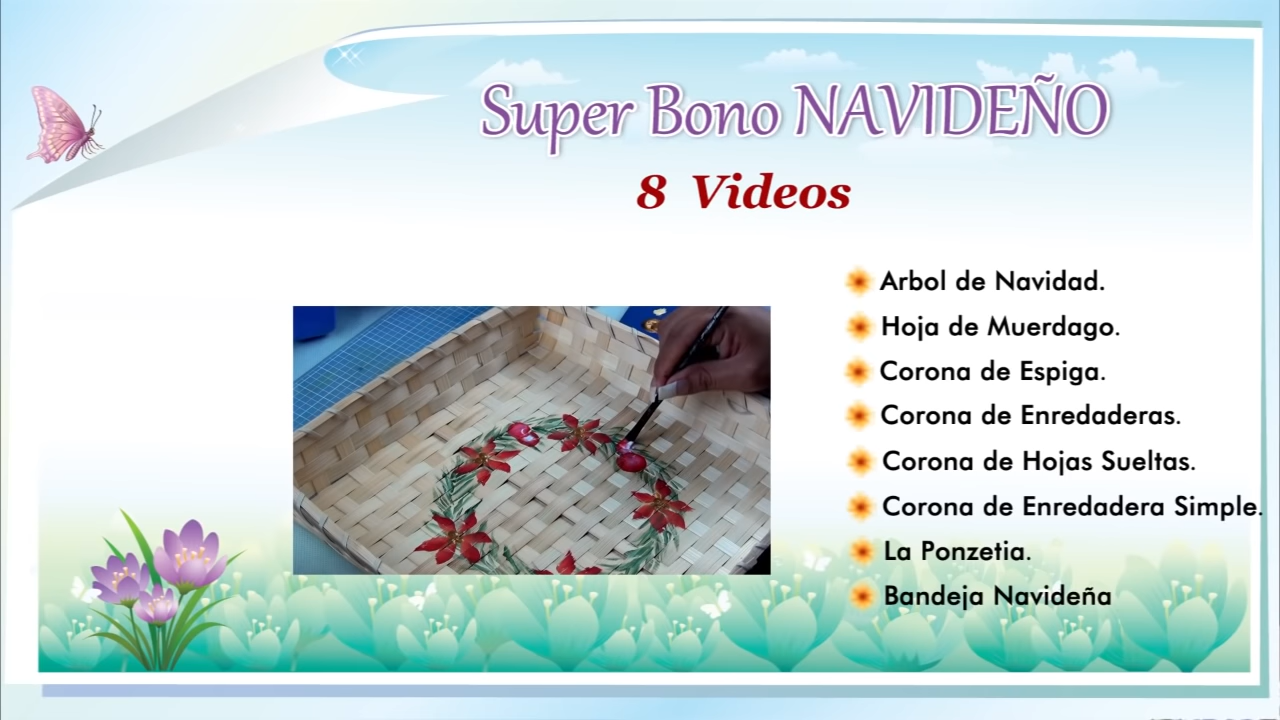 Super Bono NAVIDEÑO
8 Videos
Arbol de Navidad.
Hoja de Muerdago.
Corona de Espiga.
Corona de Enredaderas.
Corona de Hojas Sueltas.
Corona de Enredadera Simple.
La Ponzetia.
Bandeja Navideña